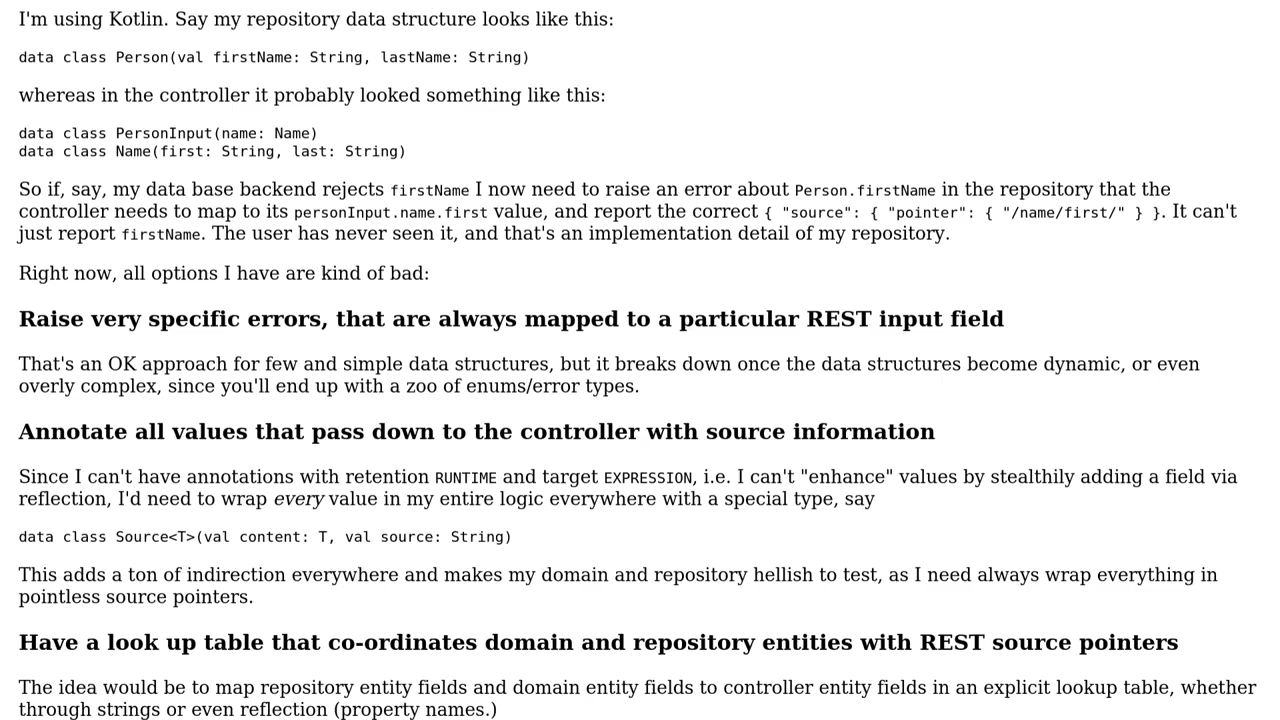 I'm using Kotlin. Say my repository data structure looks like this:
data class Person(val firstName: String, lastName: String)
whereas in the controller it probably looked something like this:
data class PersonInput(name: Name)
data class Name(first: String, last: String)
So if, say, my data base backend rejects firstName I now need to raise an error about Person.firstName in the repository that the
controller needs to map to its personInput.name.first value, and report the correct { "source": { "pointer": { "/name/first/" } }. It can't
just report firstName. The user has never seen it, and that's an implementation detail of my repository.
Right now, all options I have are kind of bad:
Raise very specific errors, that are always mapped to a particular REST input field
That's an OK approach for few and simple data structures, but it breaks down once the data structures become dynamic, or even
overly complex, since you'll end up with a zoo of enums/error types.
Annotate all values that pass down to the controller with source information
Since I can't have annotations with retention RUNTIME and target EXPRESSION, i.e. I can't "enhance" values by stealthily adding a field via
reflection, I'd need to wrap every value in my entire logic everywhere with a special type, say
data class Source<T>(val content: T, val source: String)
This adds a ton of indirection everywhere and makes my domain and repository hellish to test, as I need always wrap everything in
pointless source pointers.
Have a look up table that co-ordinates domain and repository entities with REST source pointers
The idea would be to map repository entity fields and domain entity fields to controller entity fields in an explicit lookup table, whether
through strings or even reflection (property names.)